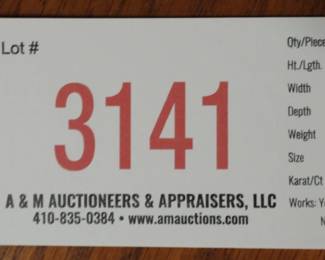 Lot #
3141
A & M AUCTIONEERS & APPRAISERS, LLC
410-835-0384 • www.amauctions.com
Qty/Piece
Ht./Lgth.
Width
Depth
Weight
Size
Karat/Ct
Works: Y
N